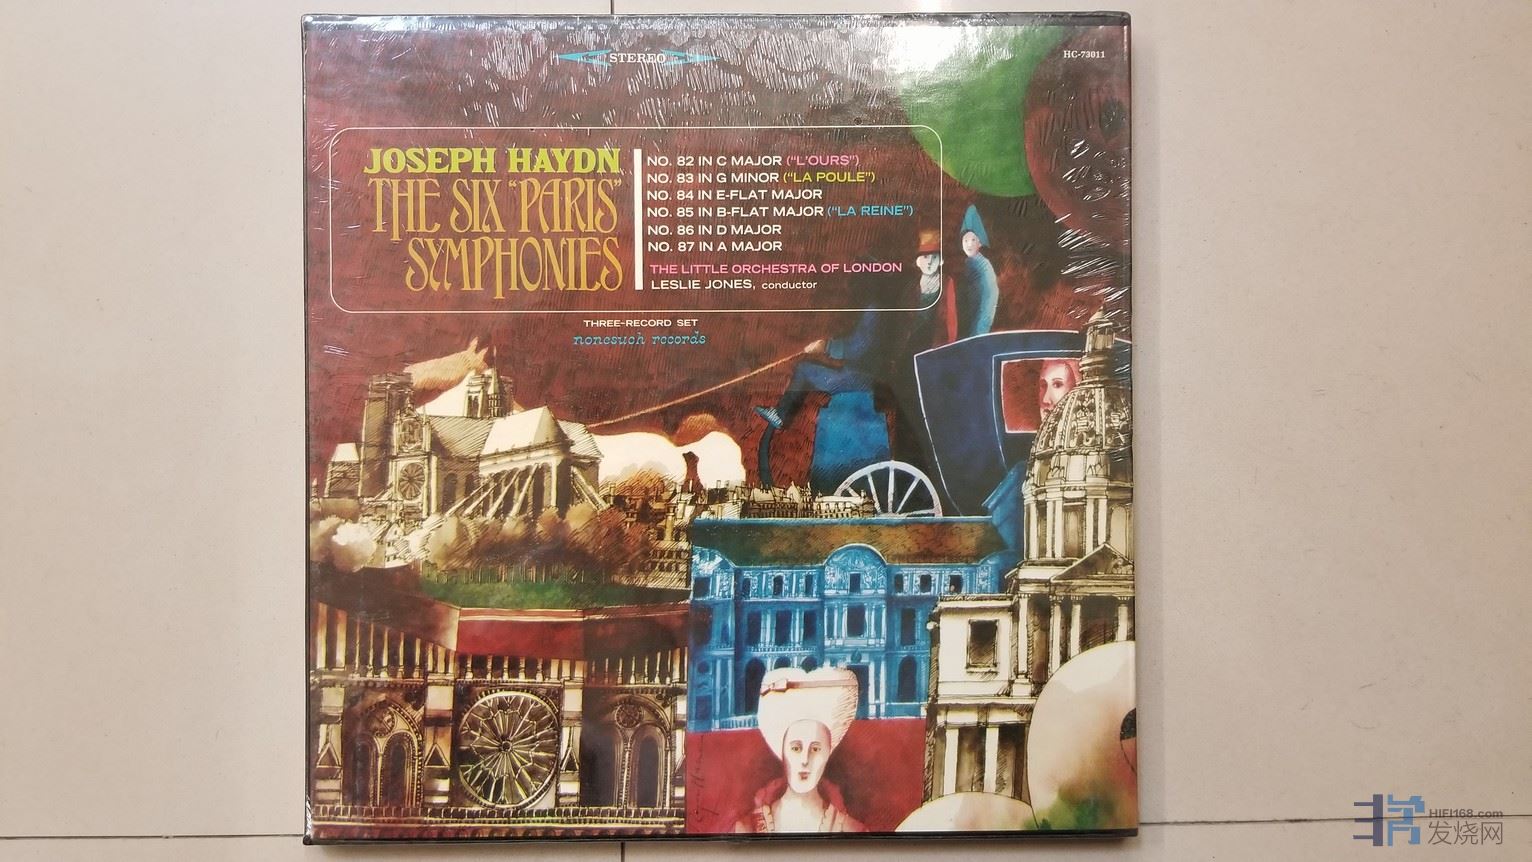 STEREO
HC-73011
JOSEPH HAYDN
THE SIX "PARIS"
SYMPHONIES
NO. 82 IN C MAJOR ("L'OURS")
NO. 83 IN G MINOR ("LA POULE")
NO. 84 IN E-FLAT MAJOR
NO. 85 IN B-FLAT MAJOR ("LA REINE")
NO. 86 IN D MAJOR
NO. 87 IN A MAJOR
THE LITTLE ORCHESTRA OF LONDON
LESLIE JONES, conductor
THREE-RECORD SET
nonesuch records
HIFI168.com
发烧网